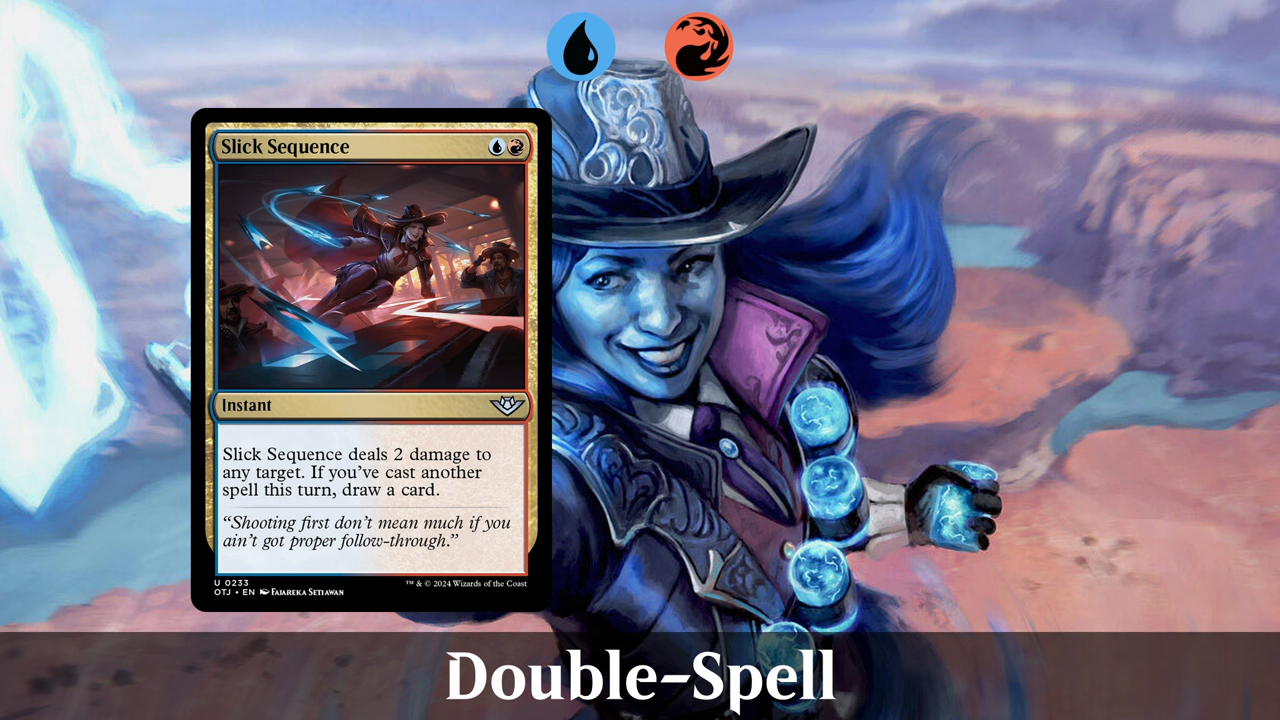 Slick Sequence
Instant
Slick Sequence deals 2 damage to
any target. If you've cast another
spell this turn, draw a card.
“Shooting first don't mean much if you
ain't got proper follow-through.”
U 0233
OTJ • EN FAJAREKA SETIAWAN
™ & © 2024 Wizards of the Coast
Double-Spell